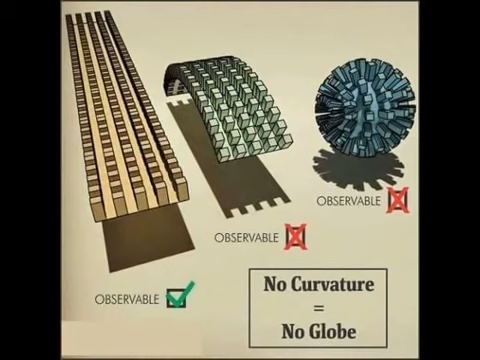 OBSERVABLE
OBSERVABLE
OBSERVABLE
No Curvature
=
No Globe